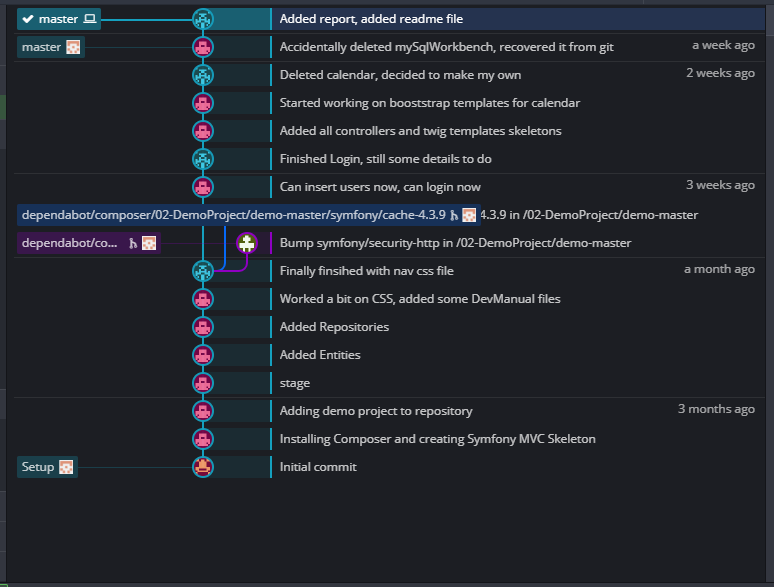 master Added report, added readme file
master Accidentally deleted mySqlWorkbench, recovered it from git a week ago
Deleted calendar, decided to make my own 2 weeks ago
Started working on booststrap templates for calendar
Added all controllers and twig templates skeletons
Finished Login, still some details to do
Can insert users now, can login now 3 weeks ago
dependabot/composer/02-DemoProject/demo-master/symfony/cache-4.3.9 4.3.9 in /02-DemoProject/demo-master
dependabot/co... Bump symfony/security-http in /02-DemoProject/demo-master
Finally finsihed with nav css file a month ago
Worked a bit on CSS, added some DevManual files
Added Repositories
Added Entities
stage
Adding demo project to repository 3 months ago
Installing Composer and creating Symfony MVC Skeleton
Setup Initial commit